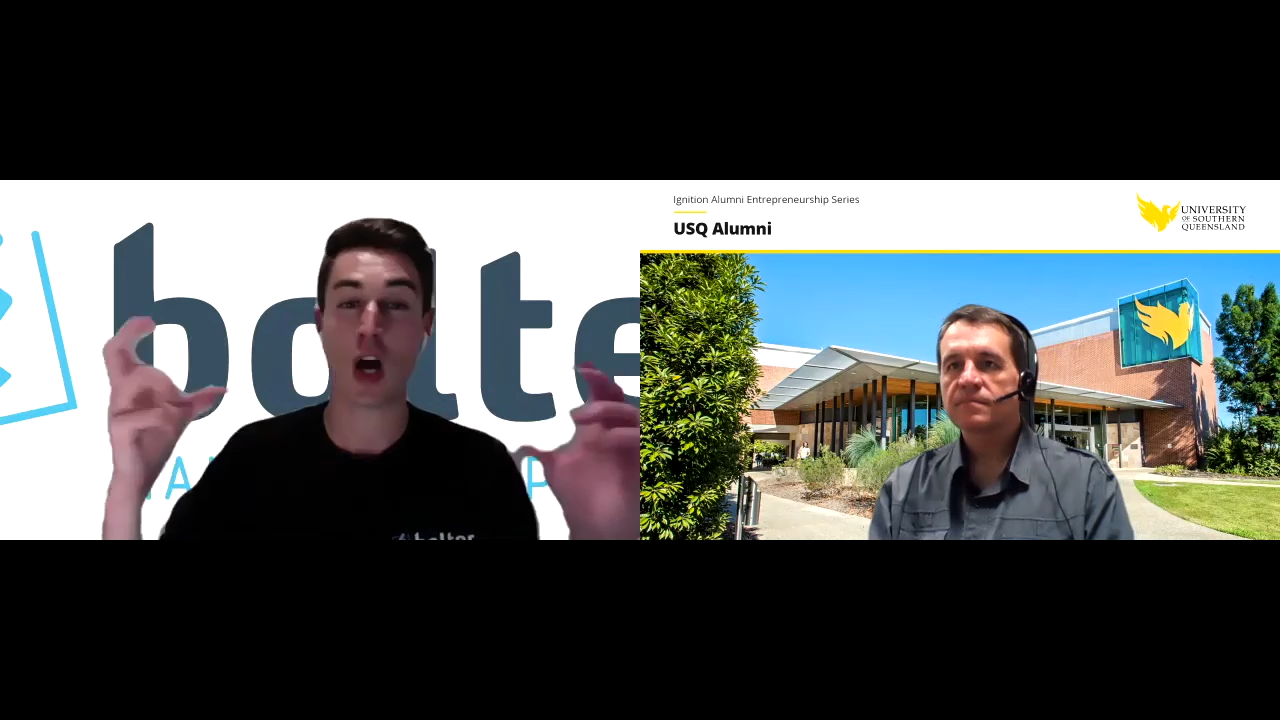 Ignition Alumni Entrepreneurship Series
USQ Alumni
UNIVERSITY
OF SOUTHERN
QUEENSLAND